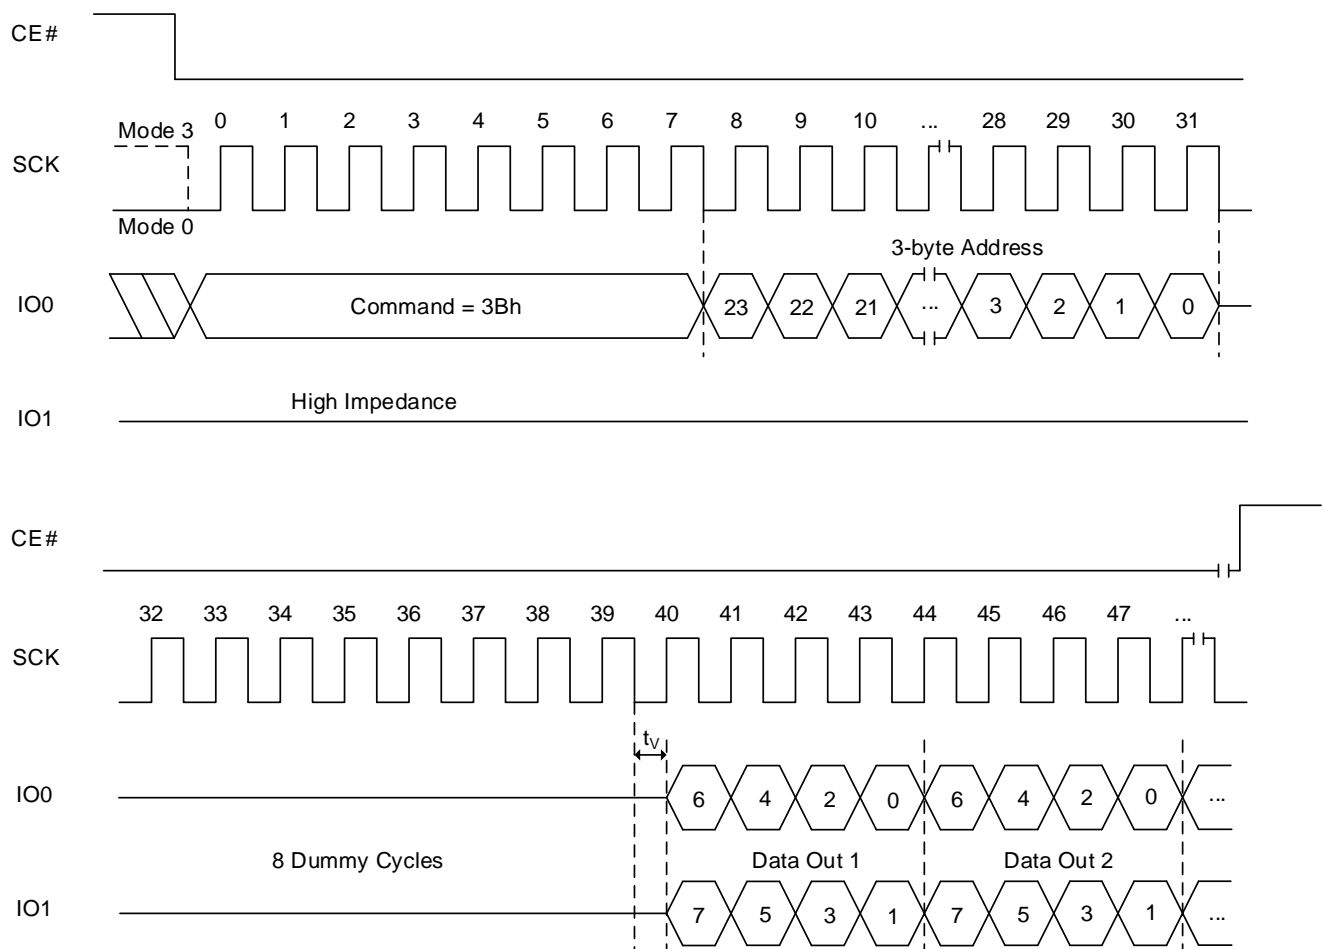 CE#
Mode 3 0 1 2 3 4 5 6 7 8 9 10 ... 28 29 30 31
SCK
Mode 0
3-byte Address
IO0 Command = 3Bh 23 22 21 ... 3 2 1 0
High Impedance
IO1
CE#
32 33 34 35 36 37 38 39 40 41 42 43 44 45 46 47 ...
SCK
tV
IO0 6 4 2 0 6 4 2 0 ...
8 Dummy Cycles Data Out 1 Data Out 2
IO1 7 5 3 1 7 5 3 1 ...